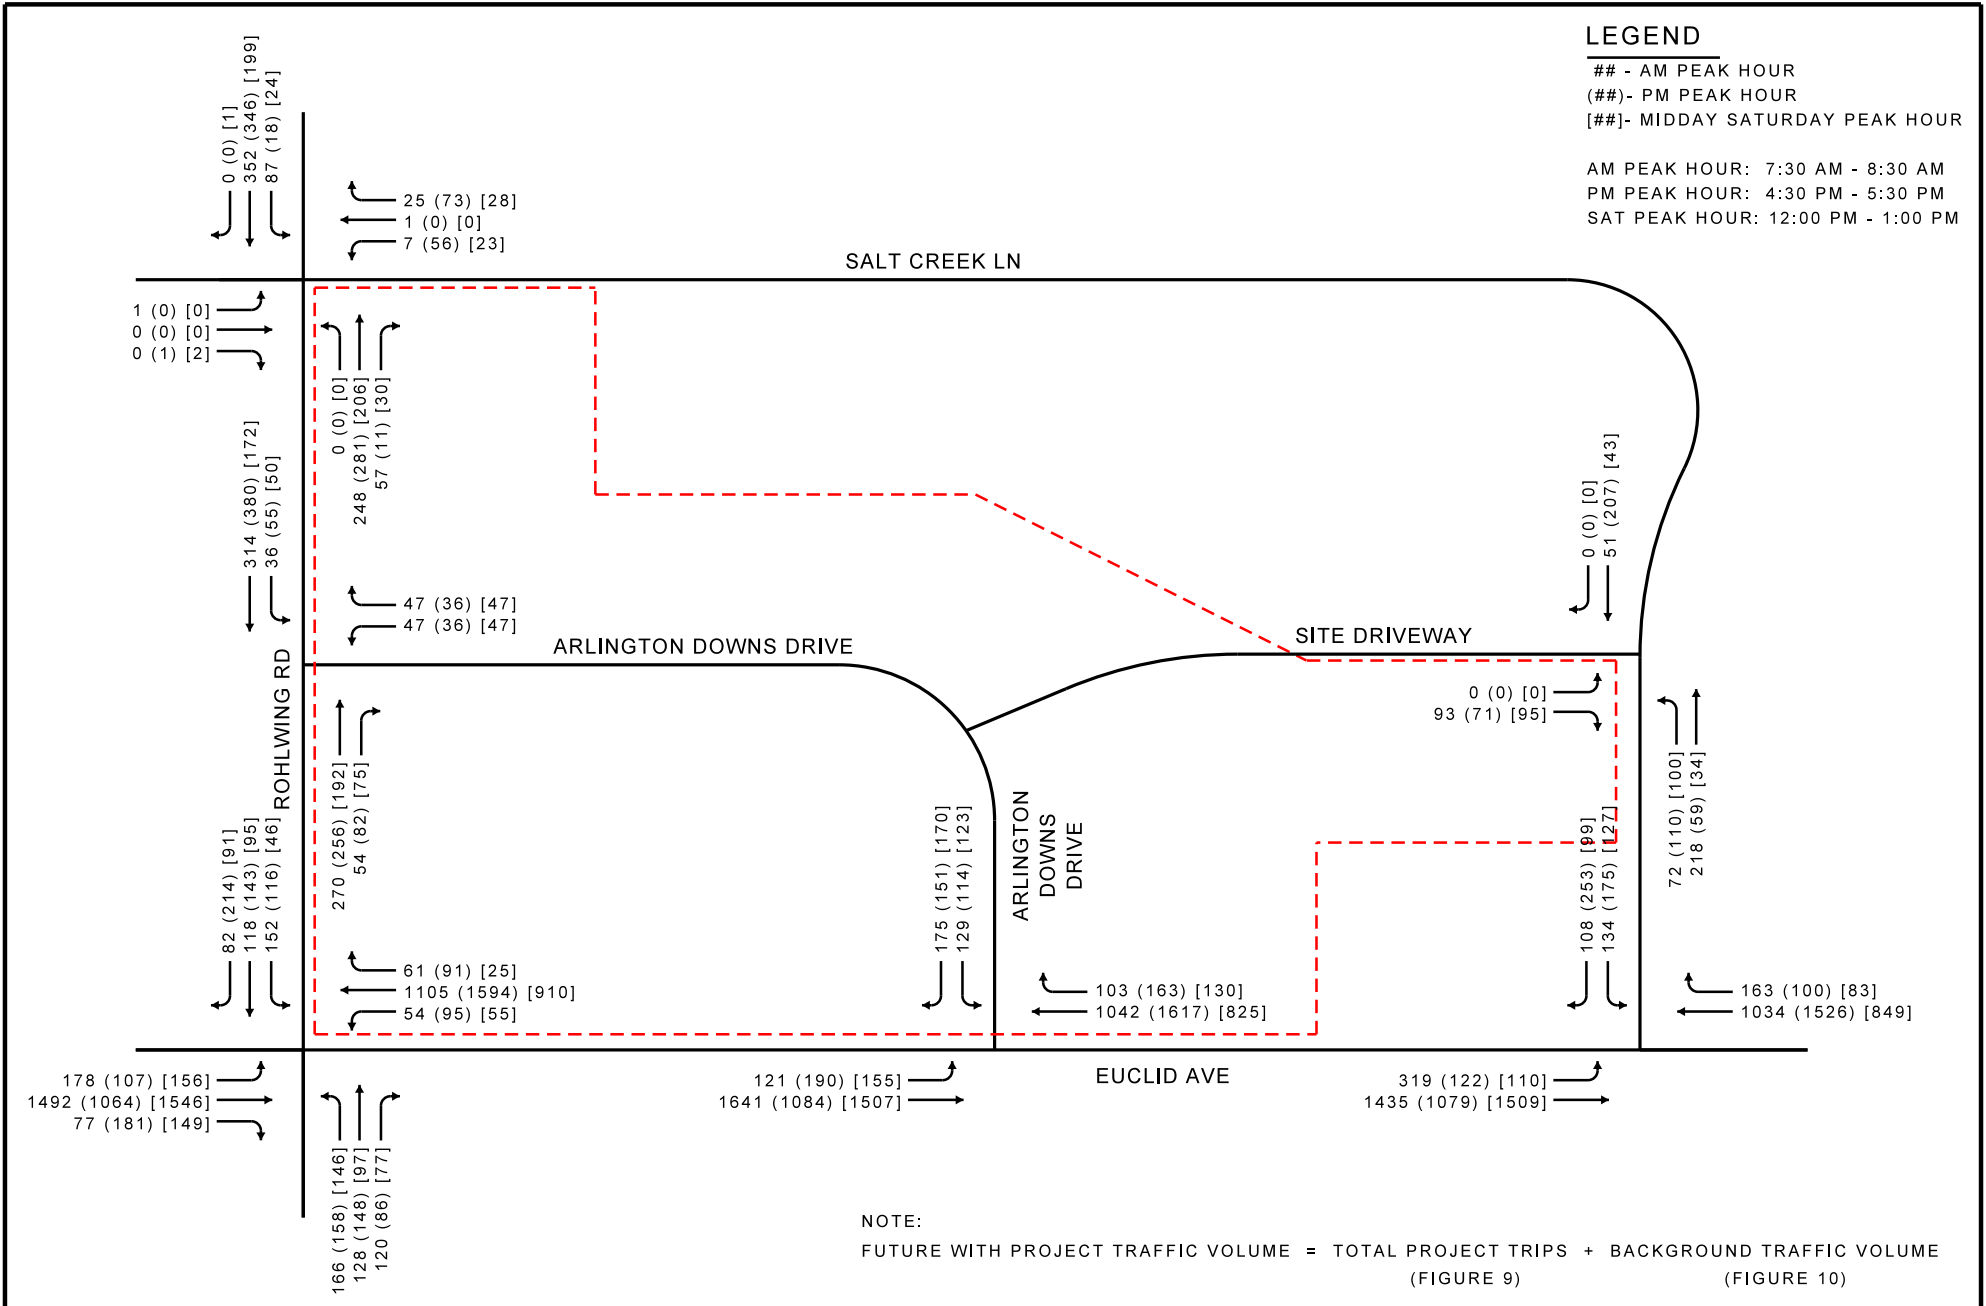 LEGEND
## - AM PEAK HOUR
(##)- PM PEAK HOUR
[##]- MIDDAY SATURDAY PEAK HOUR
AM PEAK HOUR: 7:30 AM - 8:30 AM
PM PEAK HOUR: 4:30 PM - 5:30 PM
SAT PEAK HOUR: 12:00 PM - 1:00 PM
0 (0) [1]
352 (346) [199]
87 (18) [24]
25 (73) [28]
1 (0) [0]
7 (56) [23]
SALT CREEK LN
1 (0) [0]
0 (0) [0]
0 (1) [2]
0 (0) [0]
248 (281) [206]
57 (11) [30]
314 (380) [172]
36 (55) [50]
47 (36) [47]
47 (36) [47]
ARLINGTON DOWNS DRIVE
SITE DRIVEWAY
0 (0) [0]
51 (207) [43]
0 (0) [0]
93 (71) [95]
ROHLWING RD
270 (256) [192]
54 (82) [75]
72 (110) [100]
218 (59) [34]
82 (214) [91]
118 (143) [95]
152 (116) [46]
175 (151) [170]
129 (114) [123]
ARLINGTON
DOWNS
DRIVE
108 (253) [99]
134 (175) [127]
61 (91) [25]
1105 (1594) [910]
54 (95) [55]
103 (163) [130]
1042 (1617) [825]
163 (100) [83]
1034 (1526) [849]
EUCLID AVE
178 (107) [156]
1492 (1064) [1546]
77 (181) [149]
121 (190) [155]
1641 (1084) [1507]
319 (122) [110]
1435 (1079) [1509]
166 (158) [146]
128 (148) [97]
120 (86) [77]
NOTE:
FUTURE WITH PROJECT TRAFFIC VOLUME = TOTAL PROJECT TRIPS + BACKGROUND TRAFFIC VOLUME
(FIGURE 9) (FIGURE 10)